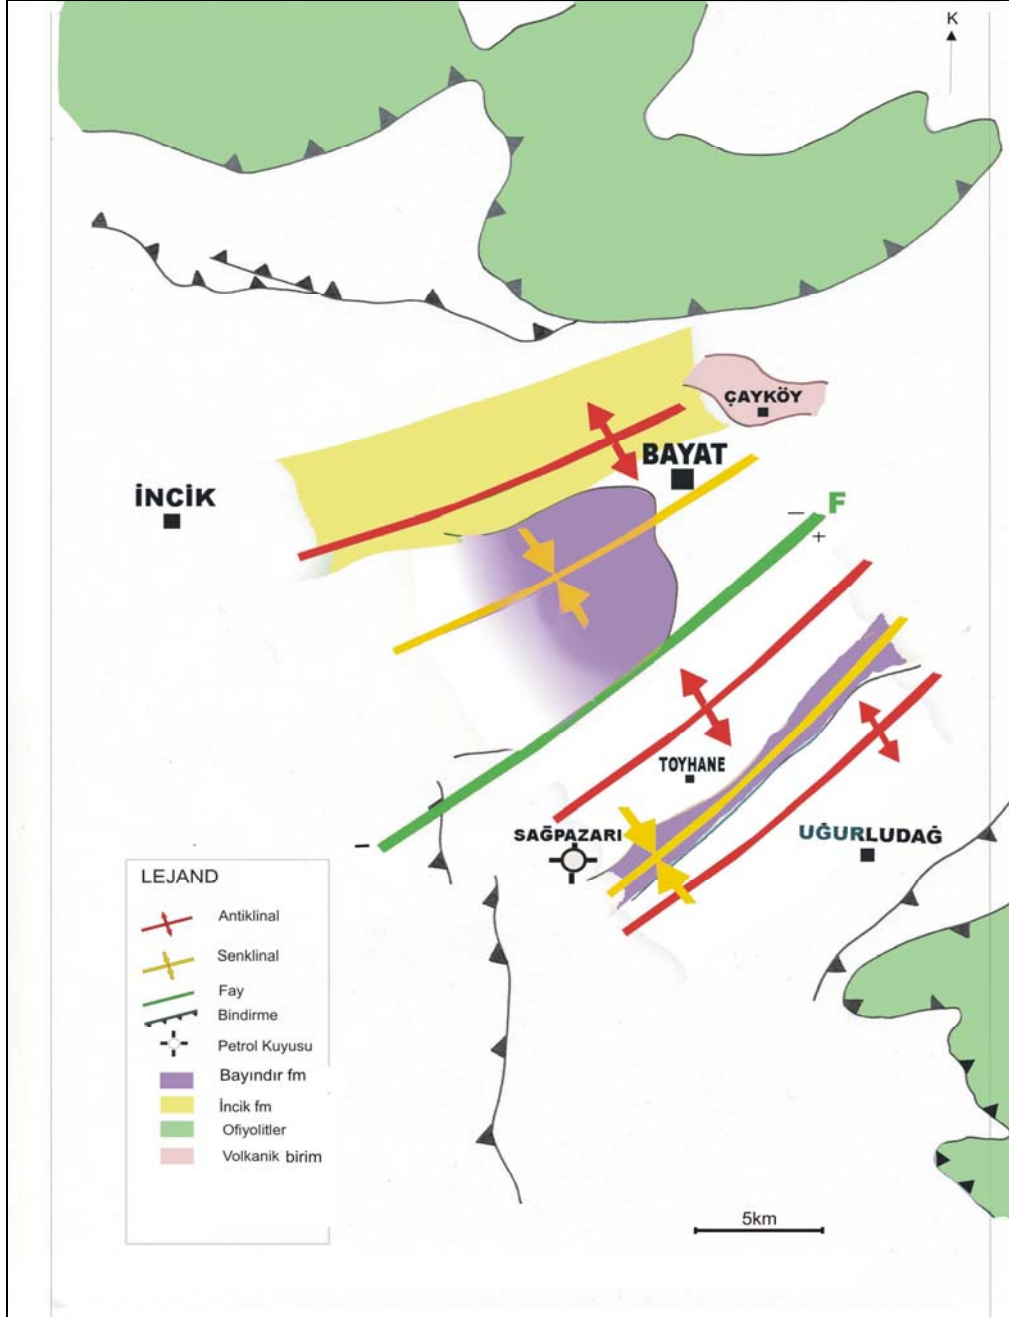 K
ÇAYKÖY
BAYAT
İNCİK
F
−
+
TOYHANE
SAĞPAZARI
UĞURLUDAĞ
−
LEJAND
Antiklinal
Senklinal
Fay
Bindirme
Petrol Kuyusu
Bayındır fm
İncik fm
Ofiyolitler
Volkanik birim
5km